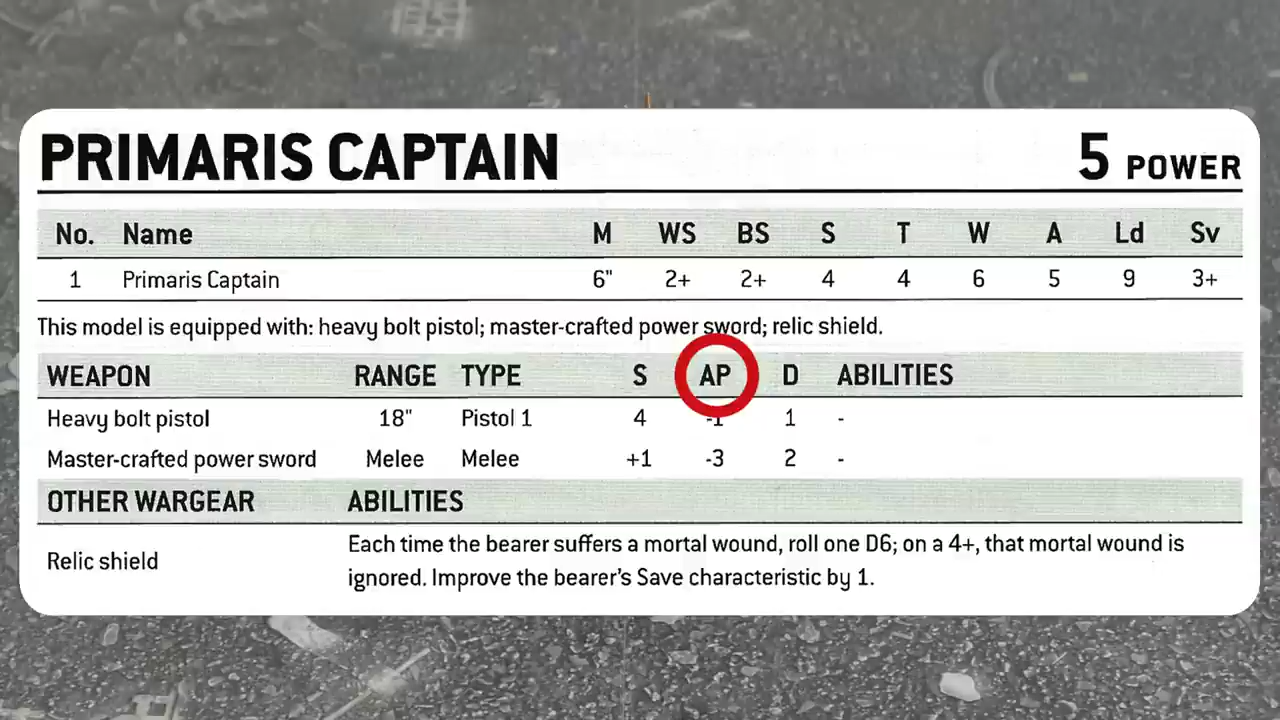 PRIMARIS CAPTAIN 5 POWER
No. Name M WS BS S T W A Ld Sv
1 Primaris Captain 6" 2+ 2+ 4 4 6 5 9 3+
This model is equipped with: heavy bolt pistol; master-crafted power sword; relic shield.
WEAPON RANGE TYPE S AP D ABILITIES
Heavy bolt pistol 18" Pistol 1 4 -1 1 -
Master-crafted power sword Melee Melee +1 -3 2 -
OTHER WARGEAR ABILITIES
Relic shield Each time the bearer suffers a mortal wound, roll one D6; on a 4+, that mortal wound is
ignored. Improve the bearer's Save characteristic by 1.